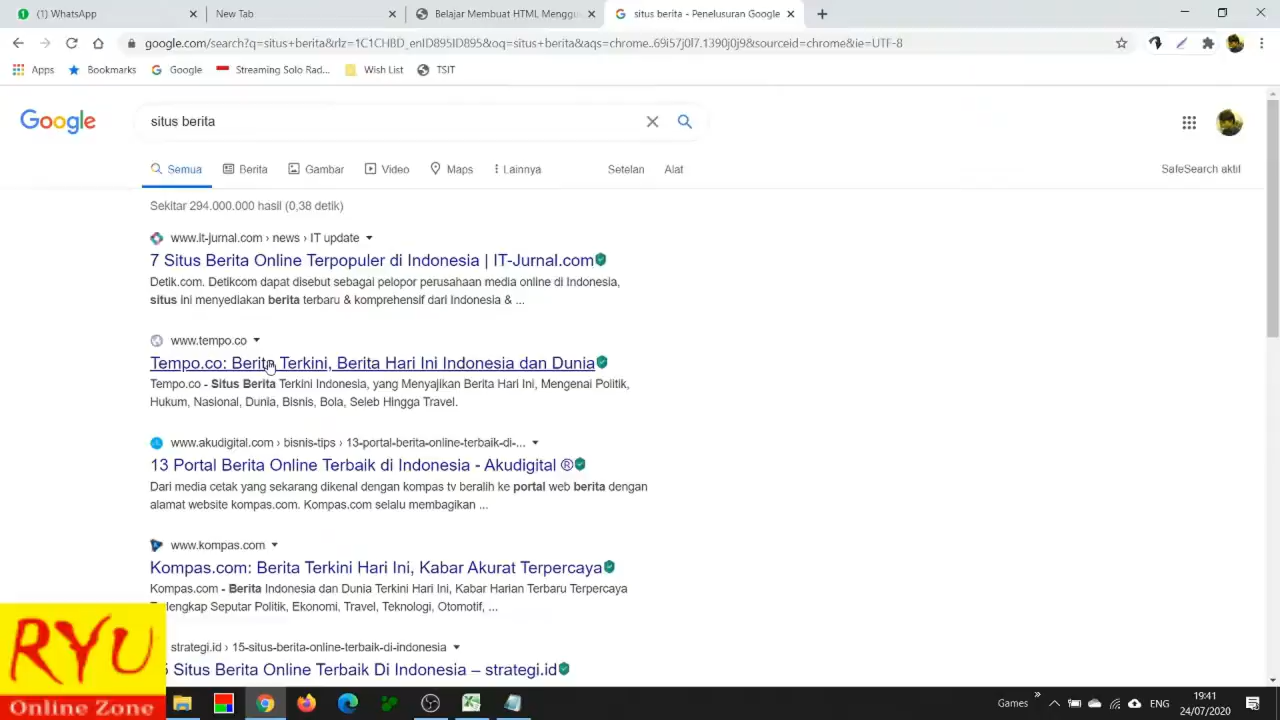 (1) WhatsApp
New Tab
Belajar Membuat HTML Menggu
situs berita - Penelusuran Google
google.com/search?q=situs+berita&rlz=1C1CHBD_enID895ID895&oq=situs+berita&aqs=chrome..69i57j0l7.1390j0j9&sourceid=chrome&ie=UTF-8
Apps
Bookmarks
Google
Streaming Solo Rad...
Wish List
TSIT
Google
situs berita
Semua
Berita
Gambar
Video
Maps
Lainnya
Setelan
Alat
SafeSearch aktif
Sekitar 294.000.000 hasil (0,38 detik)
www.it-jurnal.com › news › IT update
7 Situs Berita Online Terpopuler di Indonesia | IT-Jurnal.com
Detik.com. Detikcom dapat disebut sebagai pelopor perusahaan media online di Indonesia,
situs ini menyediakan berita terbaru & komprehensif dari Indonesia & ...
www.tempo.co
Tempo.co: Berita Terkini, Berita Hari Ini Indonesia dan Dunia
Tempo.co - Situs Berita Terkini Indonesia, yang Menyajikan Berita Hari Ini, Mengenai Politik,
Hukum, Nasional, Dunia, Bisnis, Bola, Seleb Hingga Travel.
www.akudigital.com › bisnis-tips › 13-portal-berita-online-terbaik-di-...
13 Portal Berita Online Terbaik di Indonesia - Akudigital ®
Dari media cetak yang sekarang dikenal dengan kompas tv beralih ke portal web berita dengan
alamat website kompas.com. Kompas.com selalu membagikan ...
www.kompas.com
Kompas.com: Berita Terkini Hari Ini, Kabar Akurat Terpercaya
Kompas.com - Berita Indonesia dan Dunia Terkini Hari Ini, Kabar Harian Terbaru Terpercaya
lengkap Seputar Politik, Ekonomi, Travel, Teknologi, Otomotif, ...
strategi.id › 15-situs-berita-online-terbaik-di-indonesia
Situs Berita Online Terbaik Di Indonesia – strategi.id
RYU
Online Zone
Games
ENG
19:41
24/07/2020